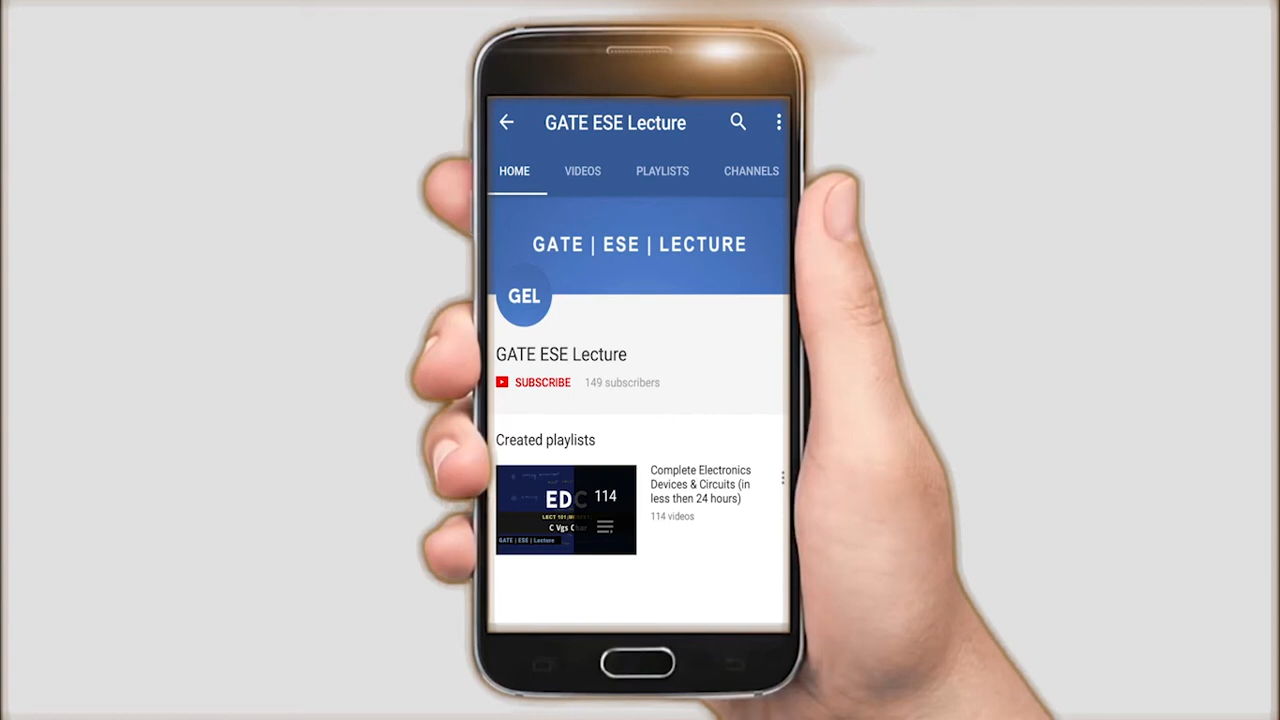 GATE ESE Lecture
HOME VIDEOS PLAYLISTS CHANNELS
GATE | ESE | LECTURE
GEL
GATE ESE Lecture
SUBSCRIBE 149 subscribers
Created playlists
EDC
114
C Vgs
GATE | ESE | Lecture
Complete Electronics
Devices & Circuits (in
less then 24 hours)
114 videos